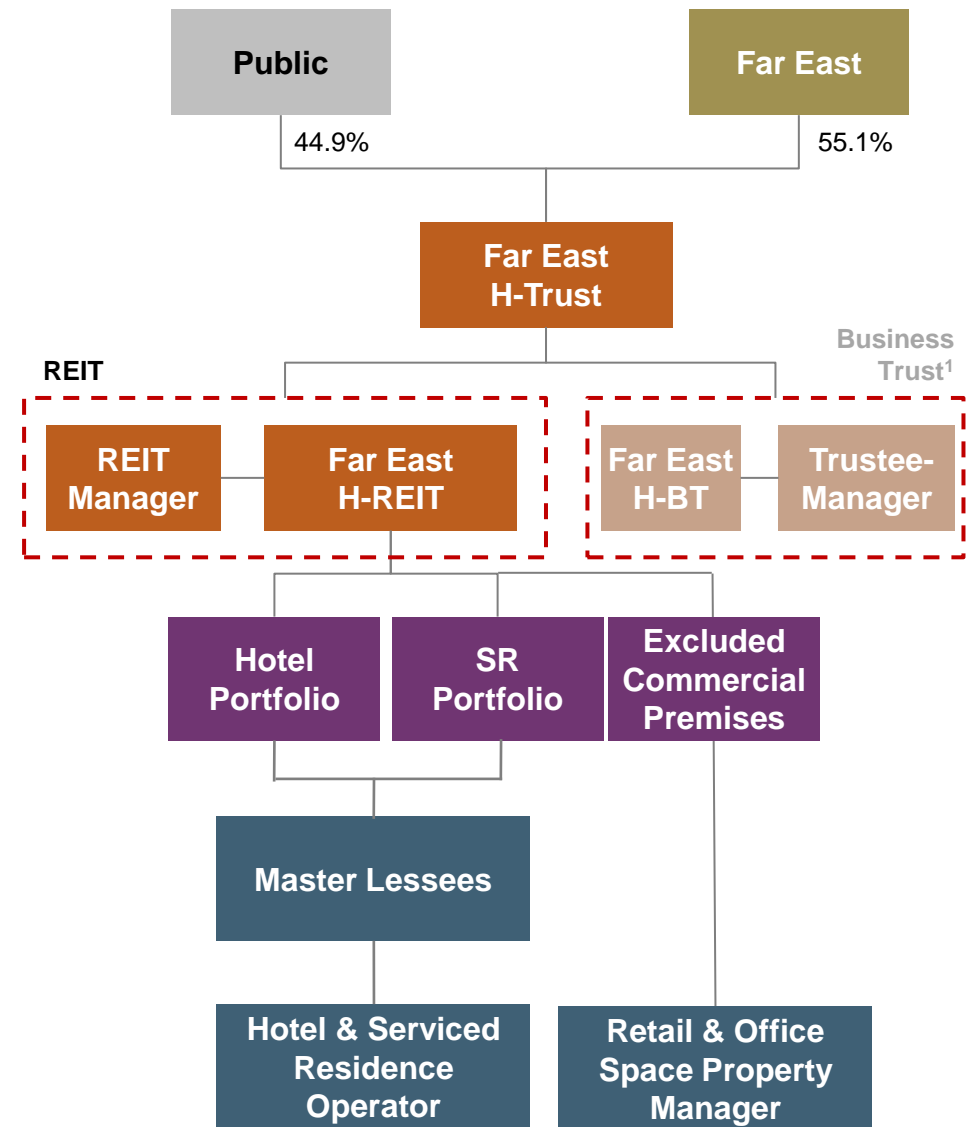 Public
Far East
44.9%
55.1%
Far East
H-Trust
REIT
Business
Trust¹
REIT
Manager
Far East
H-REIT
Far East
H-BT
Trustee-
Manager
Hotel
Portfolio
SR
Portfolio
Excluded
Commercial
Premises
Master Lessees
Hotel & Serviced
Residence
Operator
Retail & Office
Space Property
Manager